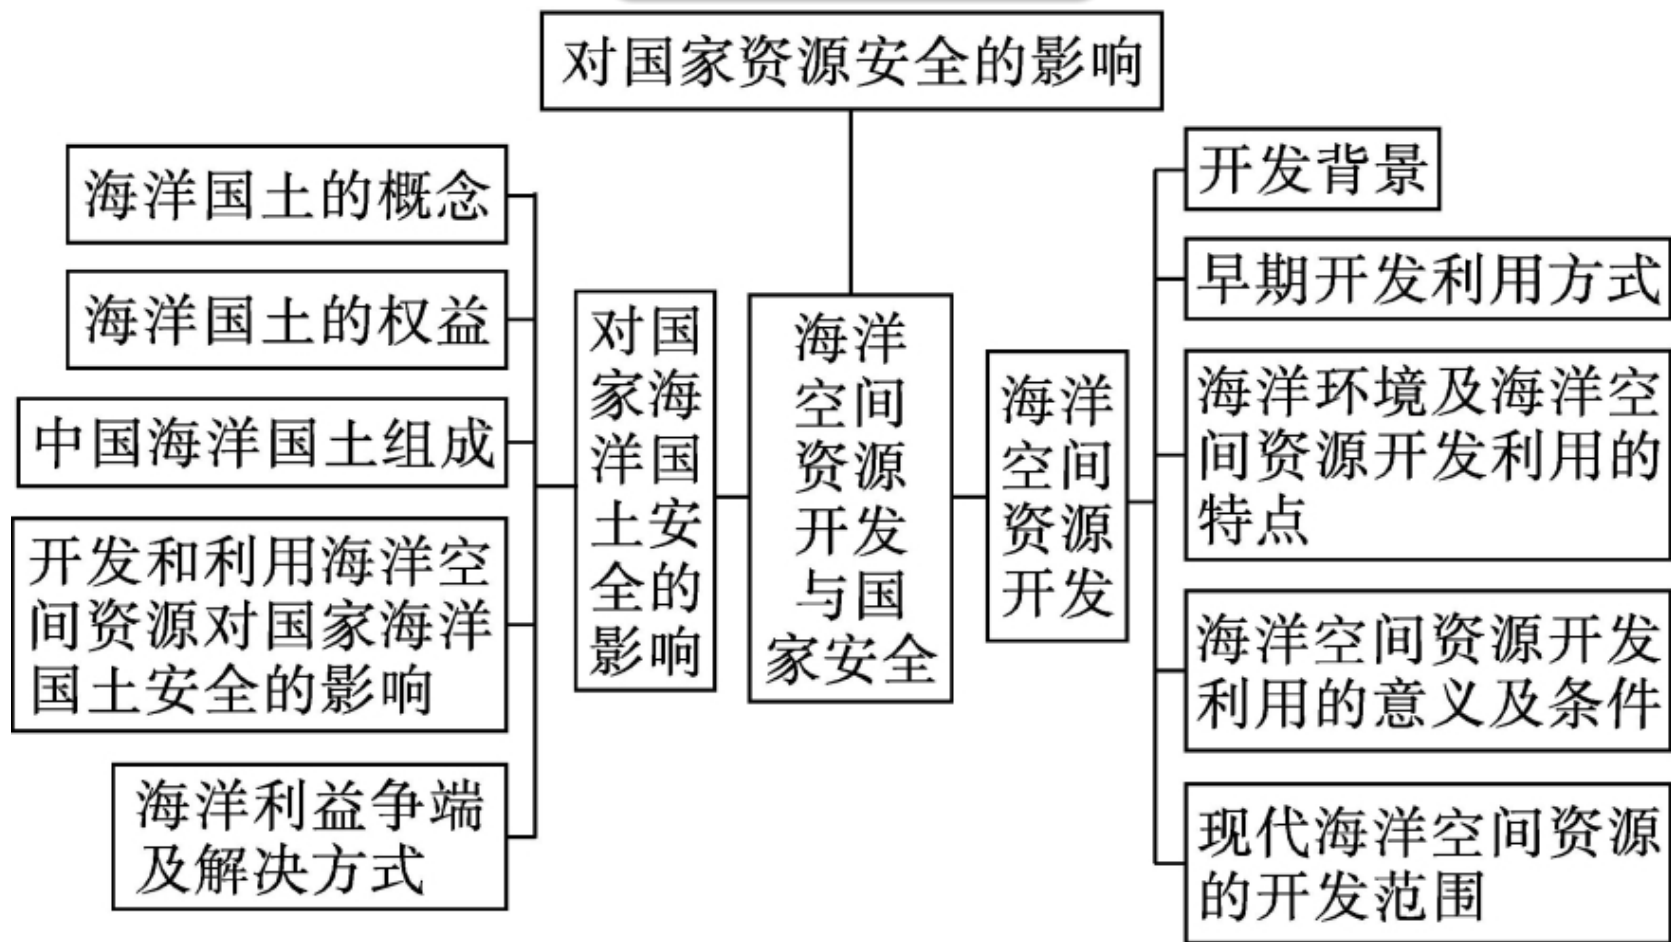 对国家资源安全的影响
海洋国土的概念
海洋国土的权益
中国海洋国土组成
开发和利用海洋空
间资源对国家海洋
国土安全的影响
海洋利益争端
及解决方式
对国
家海
洋国
土安
全的
影响
海洋
空间
资源
开发
与国
家安全
海洋
空间
资源
开发
开发背景
早期开发利用方式
海洋环境及海洋空
间资源开发利用的
特点
海洋空间资源开发
利用的意义及条件
现代海洋空间资源
的开发范围